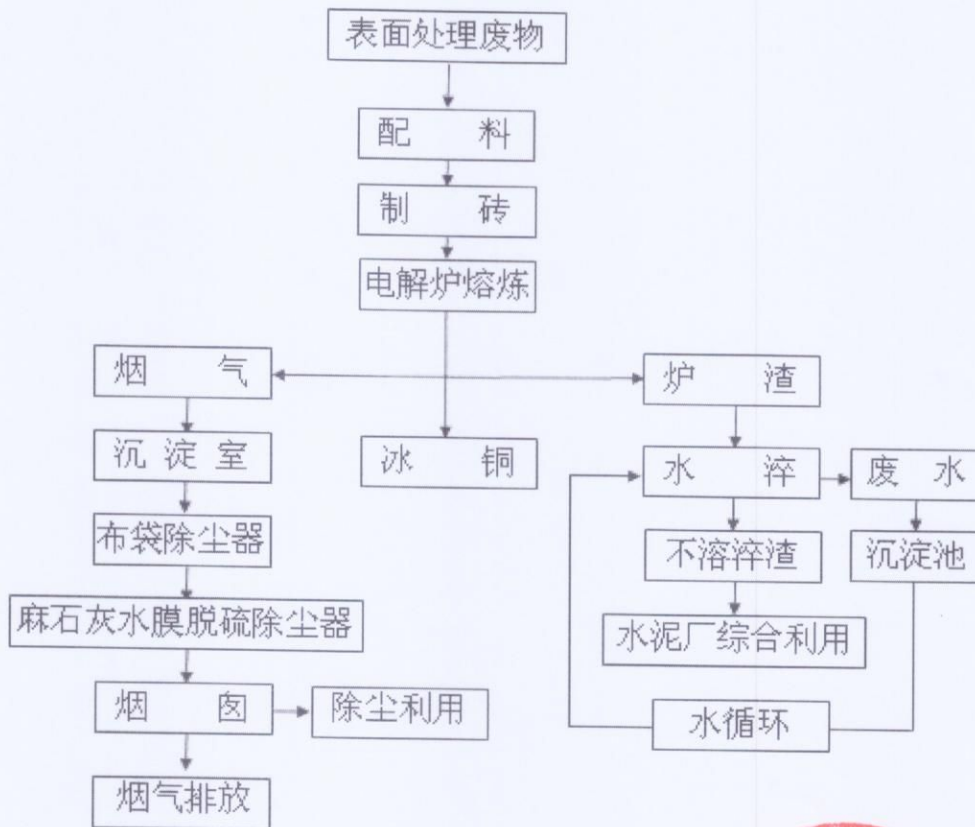 表面处理废物
配 料
制 砖
电解炉熔炼
烟 气
炉 渣
沉 淀 室
冰 铜
水 淬
废 水
布袋除尘器
不溶淬渣
沉淀池
麻石灰水膜脱硫除尘器
水泥厂综合利用
烟 囱
除尘利用
水循环
烟气排放